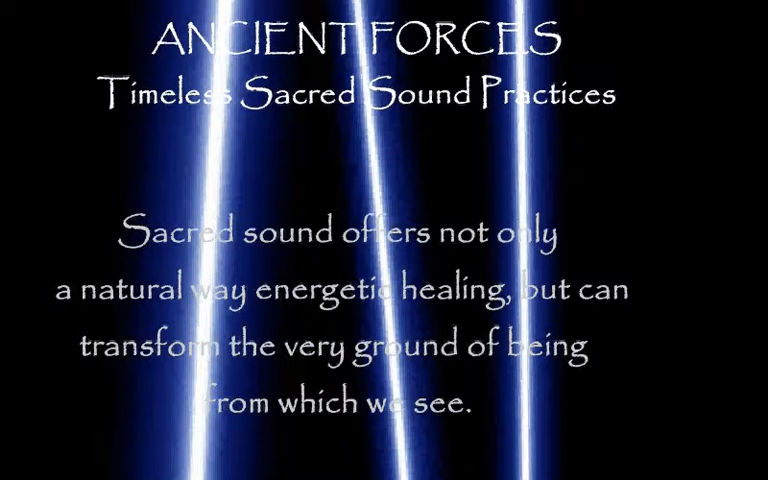 ANCIENT FORCES
Timeless Sacred Sound Practices
Sacred sound offers not only
a natural way energetic healing, but can
transform the very ground of being
from which we see.